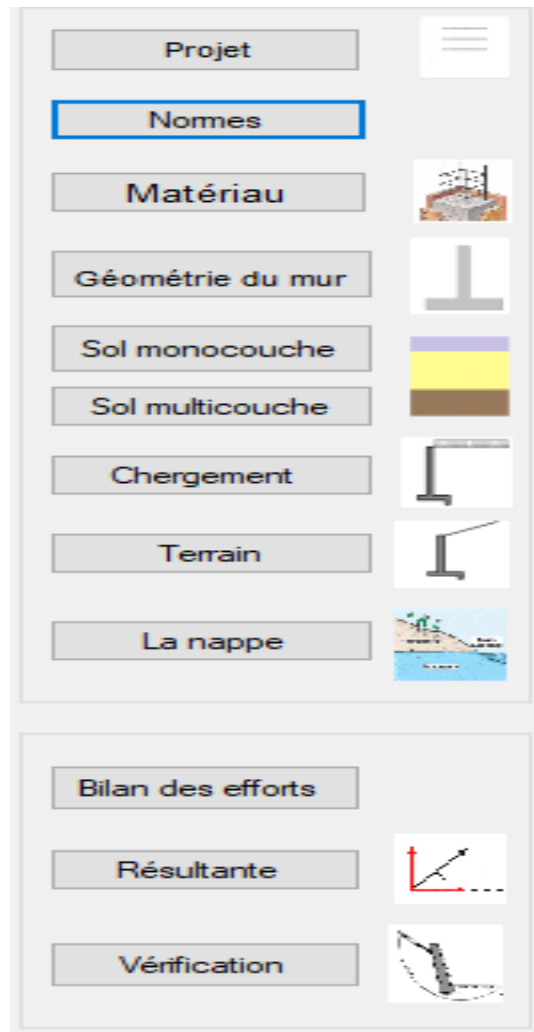 Projet
Normes
Matériau
Géométrie du mur
Sol monocouche
Sol multicouche
Chergement
Terrain
La nappe
Bilan des efforts
Résultante
Vérification